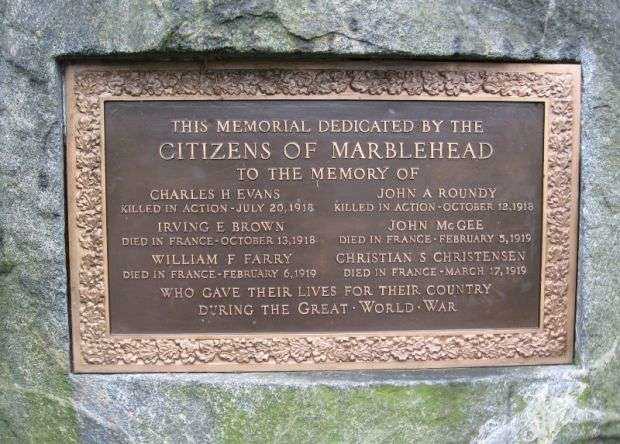 THIS MEMORIAL DEDICATED BY THE
CITIZENS OF MARBLEHEAD
TO THE MEMORY OF
CHARLES H EVANS JOHN A ROUNDY
KILLED IN ACTION - JULY 20, 1918 KILLED IN ACTION - OCTOBER 12, 1918
IRVING E BROWN JOHN McGEE
DIED IN FRANCE - OCTOBER 13, 1918 DIED IN FRANCE - FEBRUARY 5, 1919
WILLIAM F FARRY CHRISTIAN S CHRISTENSEN
DIED IN FRANCE - FEBRUARY 6, 1919 DIED IN FRANCE - MARCH 17, 1919
WHO GAVE THEIR LIVES FOR THEIR COUNTRY
DURING THE GREAT · WORLD · WAR